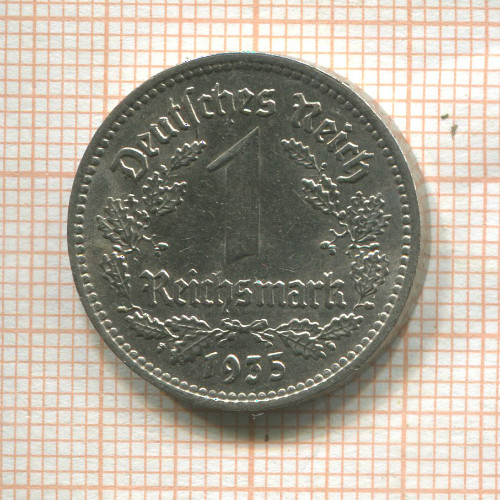 Deutsches Reich
1
Reichsmark
1935